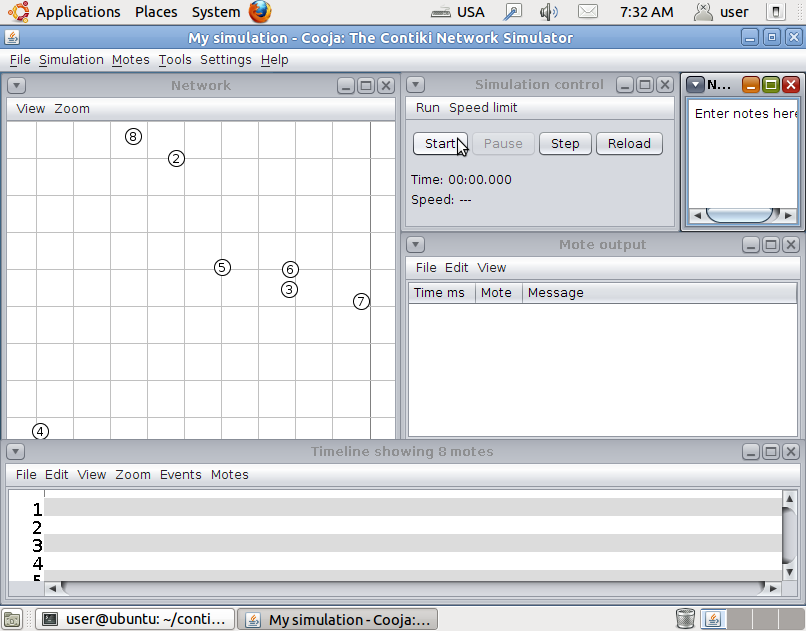 Applications Places System USA 7:32 AM user
My simulation - Cooja: The Contiki Network Simulator
File Simulation Motes Tools Settings Help
Network
View Zoom
8
2
5
6
3
7
4
Simulation control
Run Speed limit
Start Pause Step Reload
Time: 00:00.000
Speed: ---
N...
Enter notes here
Mote output
File Edit View
Time ms Mote Message
Timeline showing 8 motes
File Edit View Zoom Events Motes
1
2
3
4
5
user@ubuntu: ~/conti... My simulation - Cooja:...